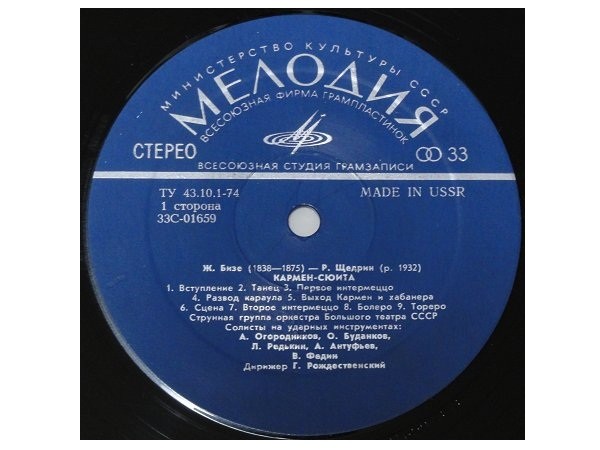 МИНИСТЕРСТВО КУЛЬТУРЫ СССР
МЕЛОДИЯ
ВСЕСОЮЗНАЯ ФИРМА ГРАМПЛАСТИНОК
СТЕРЕО
33
ВСЕСОЮЗНАЯ СТУДИЯ ГРАМЗАПИСИ
ТУ 43.10.1-74
MADE IN USSR
1 сторона
33С-01659
Ж. Бизе (1838—1875) — Р. Щедрин (р. 1932)
КАРМЕН-СЮИТА
1. Вступление 2. Танец 3. Первое интермеццо
4. Развод караула 5. Выход Кармен и хабанера
6. Сцена 7. Второе интермеццо 8. Болеро 9. Тореро
Струнная группа оркестра Большого театра СССР
Солисты на ударных инструментах:
А. Огородников, О. Буданков,
Л. Редькин, А. Антуфьев,
В. Фадин
Дирижер Г. Рождественский